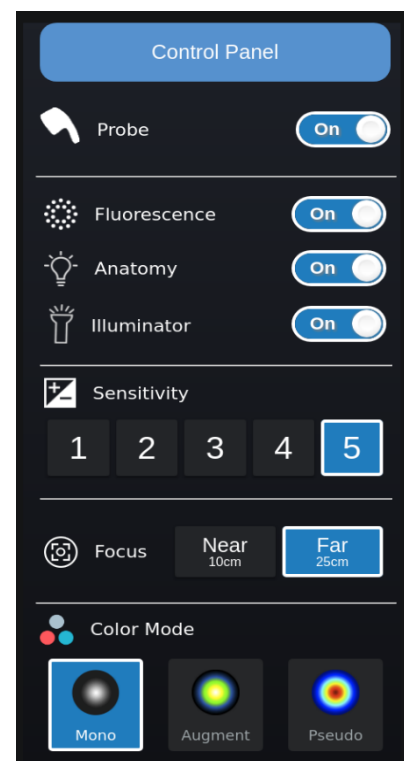 Control Panel
Probe On
Fluorescence On
Anatomy On
Illuminator On
Sensitivity
1 2 3 4 5
Focus Near Far
10cm 25cm
Color Mode
Mono Augment Pseudo